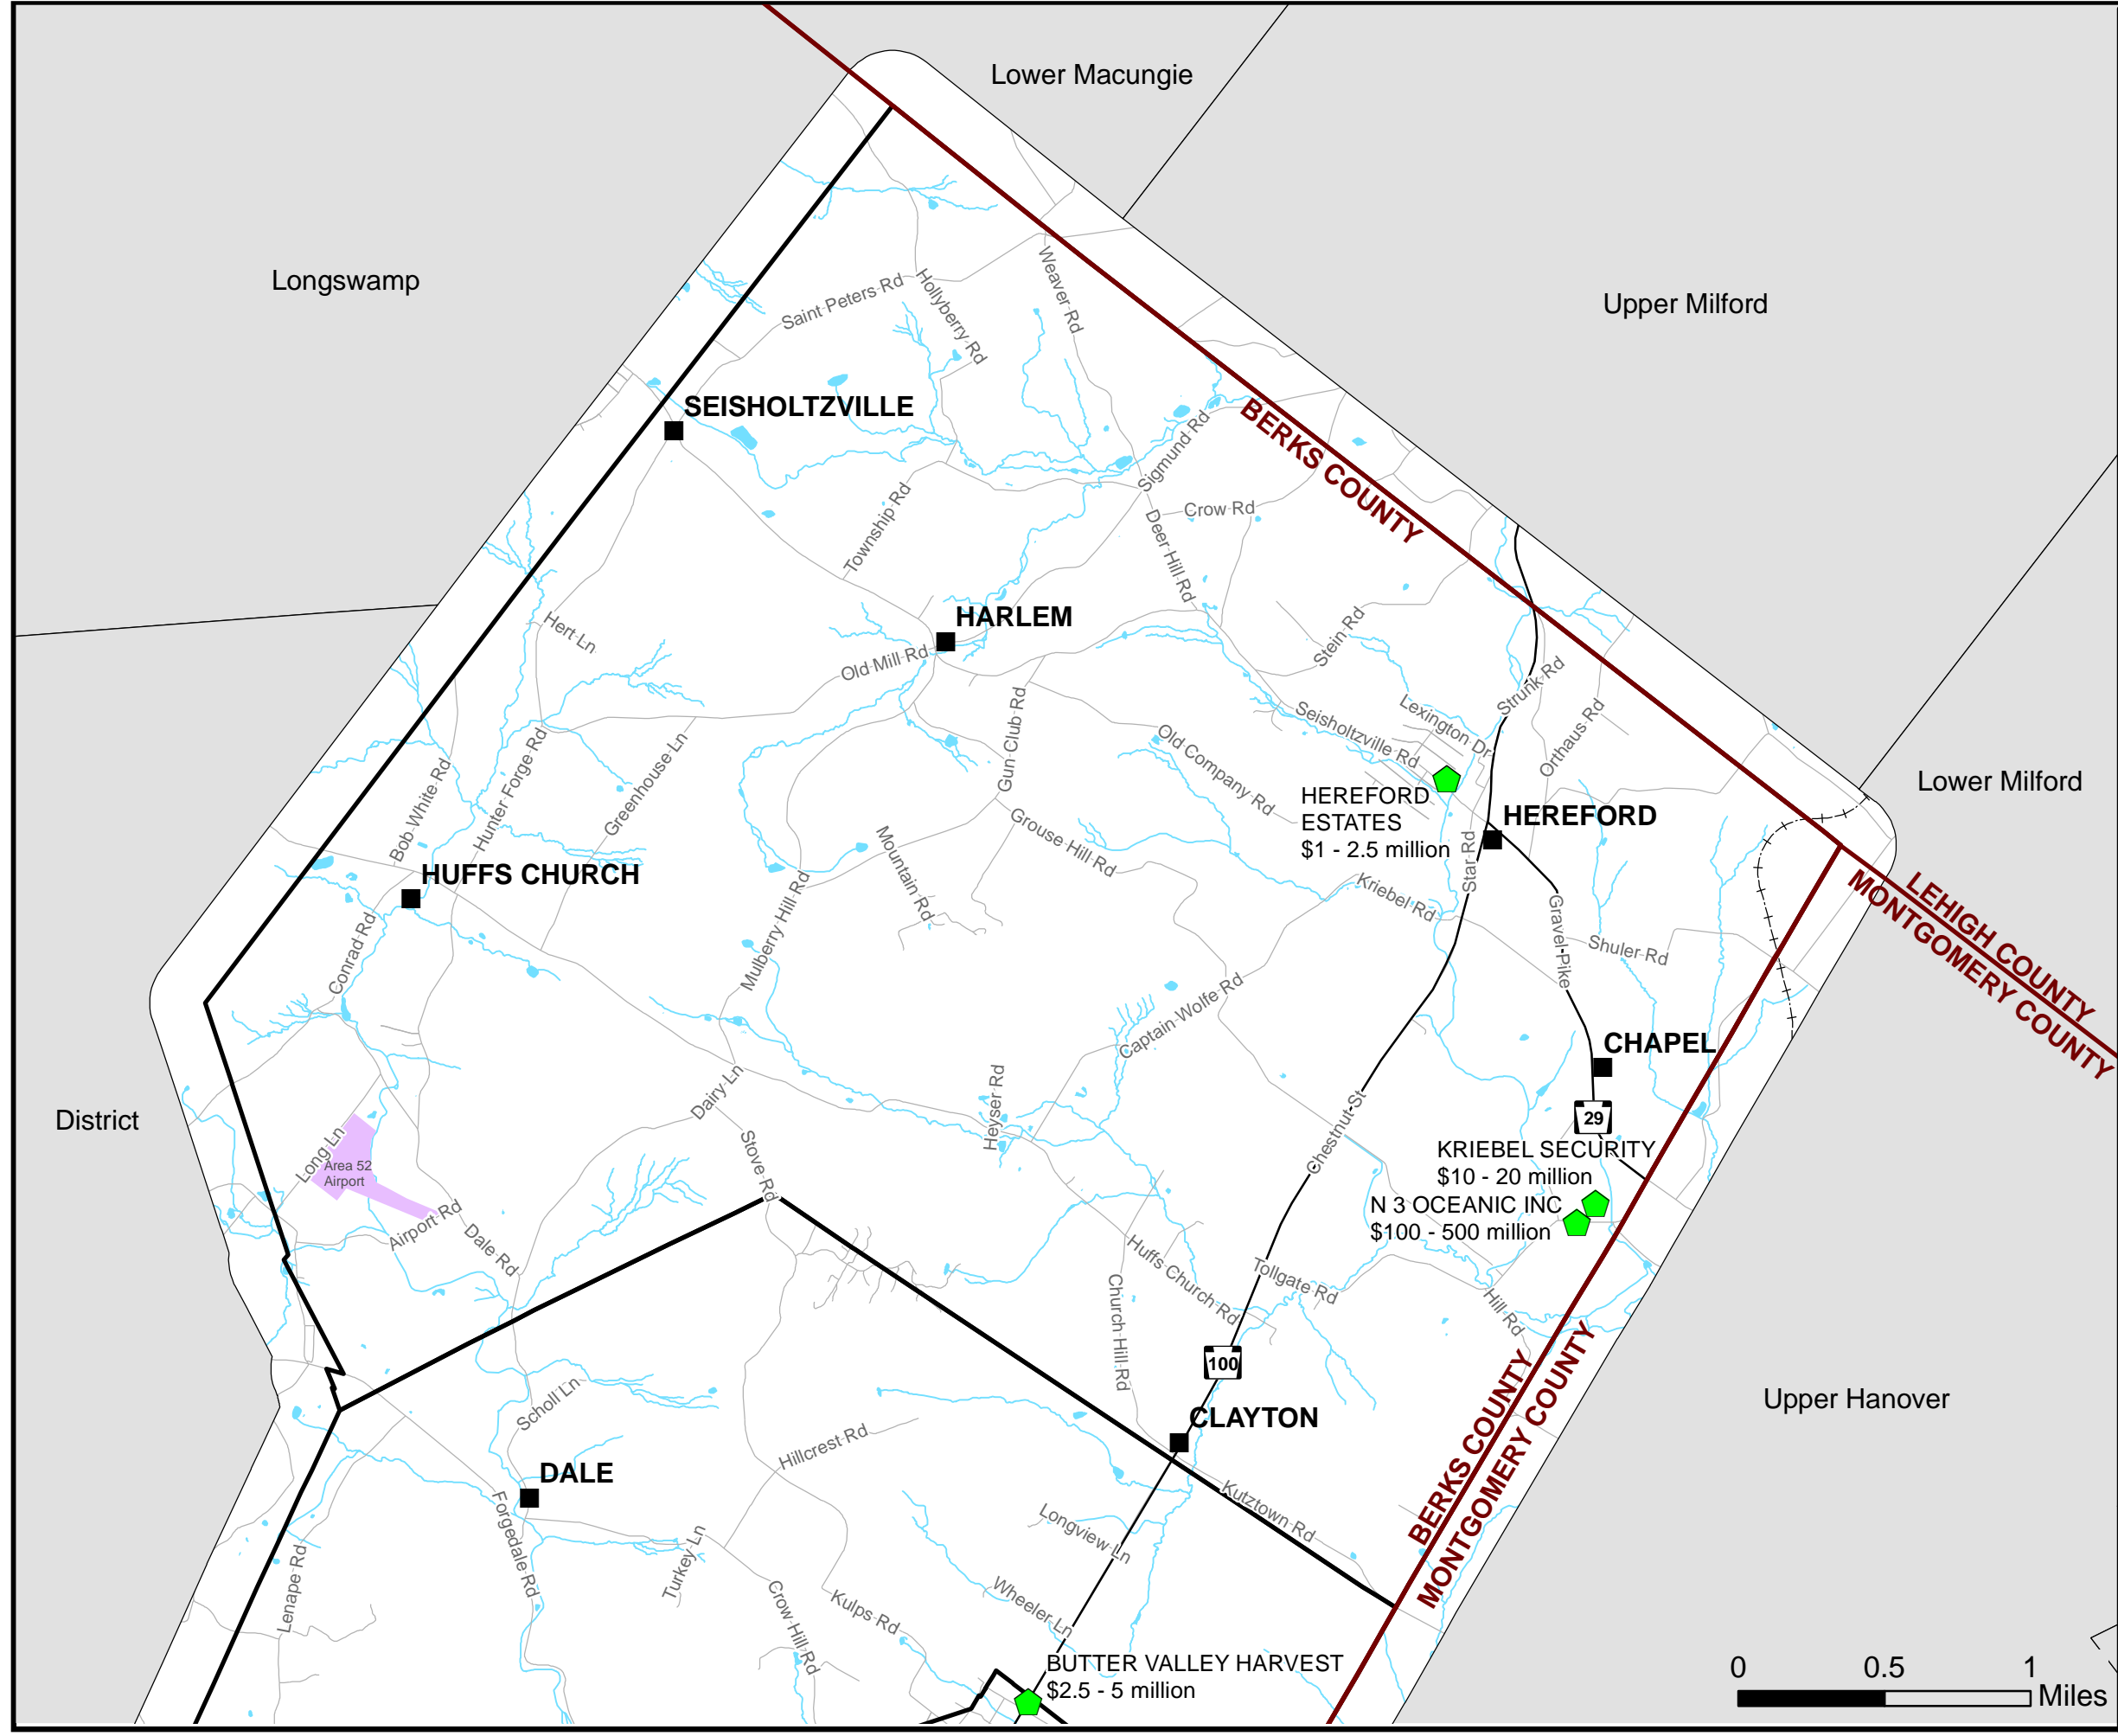 Lower Macungie
Longswamp
Upper Milford
Weaver Rd
Saint Peters Rd
Hollyberry Rd
SEISHOLTZVILLE
BERKS COUNTY
Sigmund Rd
Township Rd
Crow Rd
Deer Hill Rd
HARLEM
Hert Ln
Stein Rd
Old Mill Rd
Strunk Rd
Gun Club Rd
Lexington Dr
Seisholtzville Rd
Orthaus Rd
Old Company Rd
Lower Milford
Hunter Forge Rd
Greenhouse Ln
Bob White Rd
HEREFORD
ESTATES
$1 - 2.5 million
HEREFORD
Grouse Hill Rd
Mountain Rd
Star Rd
HUFFS CHURCH
Kriebel Rd
LEHIGH COUNTY
MONTGOMERY COUNTY
Conrad Rd
Mulberry Hill Rd
Gravel Pike
Shuler Rd
Captain Wolfe Rd
CHAPEL
Dairy Ln
Heyser Rd
District
29
Chestnut St
Long Ln
Area 52
Airport
Stove Rd
KRIEBEL SECURITY
$10 - 20 million
N 3 OCEANIC INC
$100 - 500 million
Airport Rd
Dale Rd
Huffs Church Rd
Tollgate Rd
Church Hill Rd
Hill Rd
100
BERKS COUNTY
MONTGOMERY COUNTY
Upper Hanover
Scholl Ln
CLAYTON
Hillcrest Rd
DALE
Kutztown Rd
Longview Ln
Forgedale Rd
Turkey Ln
Lenape Rd
Crow Hill Rd
Kulps Rd
Wheeler Ln
BUTTER VALLEY HARVEST
$2.5 - 5 million
0 0.5 1
Miles